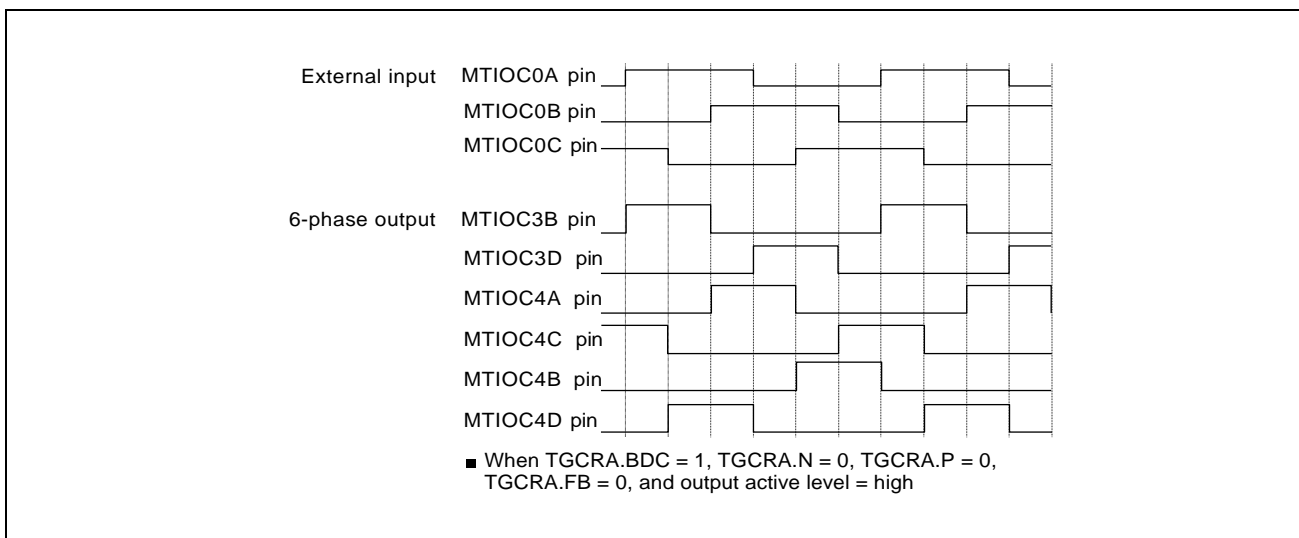 External input MTIOC0A pin
MTIOC0B pin
MTIOC0C pin
6-phase output MTIOC3B pin
MTIOC3D pin
MTIOC4A pin
MTIOC4C pin
MTIOC4B pin
MTIOC4D pin
■ When TGCRA.BDC = 1, TGCRA.N = 0, TGCRA.P = 0,
TGCRA.FB = 0, and output active level = high